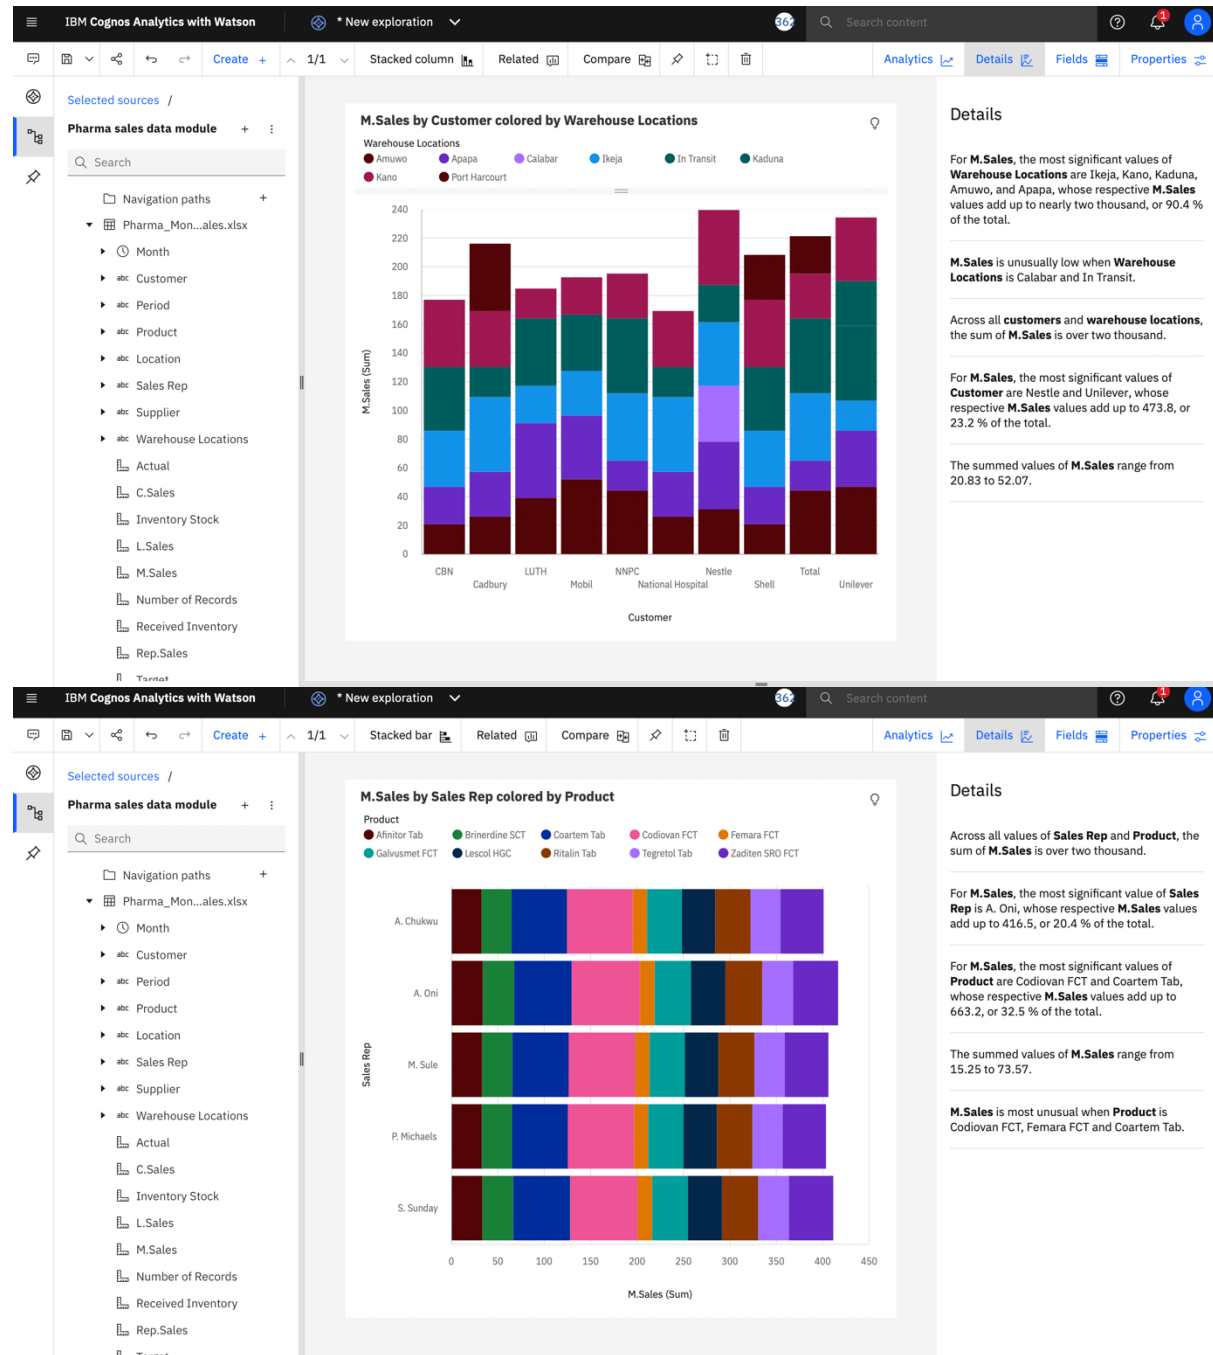 IBM Cognos Analytics with Watson
* New exploration
362
Search content
1
Create +
1/1
Stacked column
Related
Compare
Analytics
Details
Fields
Properties
Selected sources /
Pharma sales data module
Search
Navigation paths
Pharma_Mon...ales.xlsx
Month
abc Customer
abc Period
abc Product
abc Location
abc Sales Rep
abc Supplier
abc Warehouse Locations
Actual
C.Sales
Inventory Stock
L.Sales
M.Sales
Number of Records
Received Inventory
Rep.Sales
Target
M.Sales by Customer colored by Warehouse Locations
Warehouse Locations
Amuwo
Apapa
Calabar
Ikeja
In Transit
Kaduna
Kano
Port Harcourt
M.Sales (Sum)
240
220
200
180
160
140
120
100
80
60
40
20
0
CBN
Cadbury
LUTH
Mobil
NNPC
National Hospital
Nestle
Shell
Total
Unilever
Customer
Details
For M.Sales, the most significant values of
Warehouse Locations are Ikeja, Kano, Kaduna,
Amuwo, and Apapa, whose respective M.Sales
values add up to nearly two thousand, or 90.4 %
of the total.
M.Sales is unusually low when Warehouse
Locations is Calabar and In Transit.
Across all customers and warehouse locations,
the sum of M.Sales is over two thousand.
For M.Sales, the most significant values of
Customer are Nestle and Unilever, whose
respective M.Sales values add up to 473.8, or
23.2 % of the total.
The summed values of M.Sales range from
20.83 to 52.07.
IBM Cognos Analytics with Watson
* New exploration
362
Search content
Create +
1/1
Stacked bar
Related
Compare
Analytics
Details
Fields
Properties
Selected sources /
Pharma sales data module
Search
Navigation paths
Pharma_Mon...ales.xlsx
Month
abc Customer
abc Period
abc Product
abc Location
abc Sales Rep
abc Supplier
abc Warehouse Locations
Actual
C.Sales
Inventory Stock
L.Sales
M.Sales
Number of Records
Received Inventory
Rep.Sales
M.Sales by Sales Rep colored by Product
Product
Afinitor Tab
Brinerdine SCT
Coartem Tab
Codiovan FCT
Femara FCT
Galvusmet FCT
Lescol HGC
Ritalin Tab
Tegretol Tab
Zaditen SRO FCT
Sales Rep
A. Chukwu
A. Oni
M. Sule
P. Michaels
S. Sunday
0
50
100
150
200
250
300
350
400
450
M.Sales (Sum)
Details
Across all values of Sales Rep and Product, the
sum of M.Sales is over two thousand.
For M.Sales, the most significant value of Sales
Rep is A. Oni, whose respective M.Sales values
add up to 416.5, or 20.4 % of the total.
For M.Sales, the most significant values of
Product are Codiovan FCT and Coartem Tab,
whose respective M.Sales values add up to
663.2, or 32.5 % of the total.
The summed values of M.Sales range from
15.25 to 73.57.
M.Sales is most unusual when Product is
Codiovan FCT, Femara FCT and Coartem Tab.